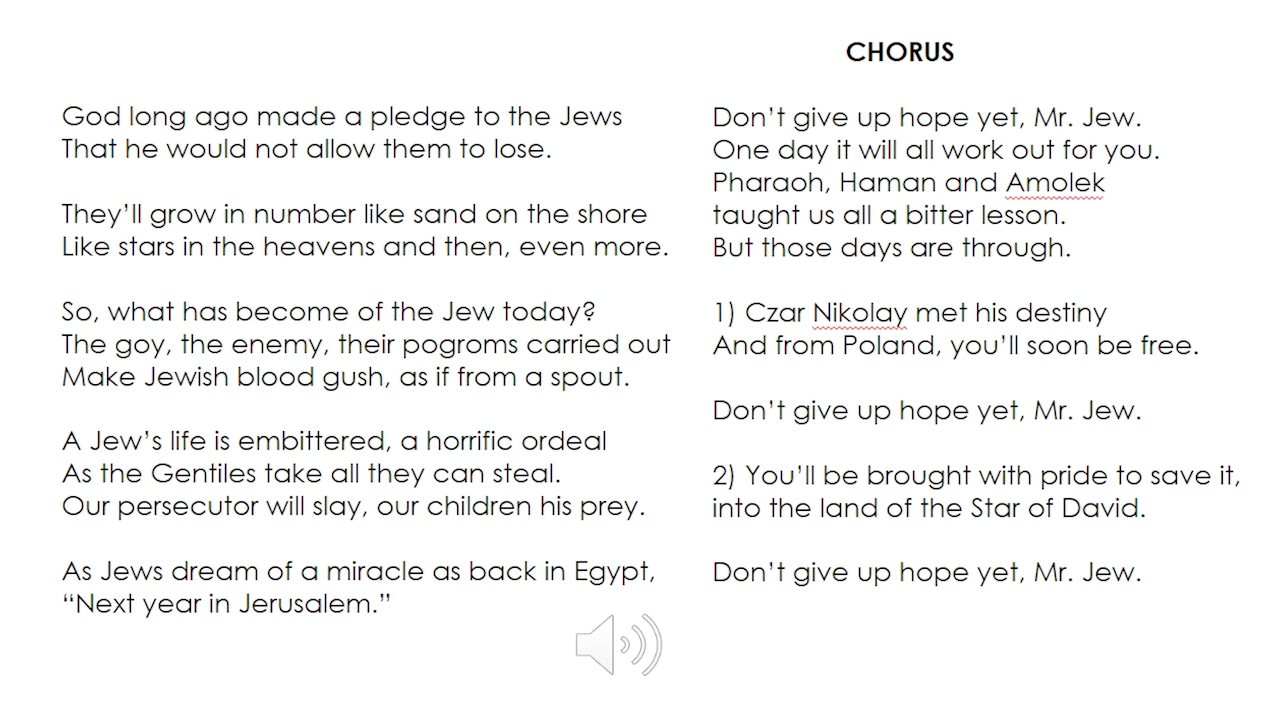 God long ago made a pledge to the Jews
That he would not allow them to lose.
They'll grow in number like sand on the shore
Like stars in the heavens and then, even more.
So, what has become of the Jew today?
The goy, the enemy, their pogroms carried out
Make Jewish blood gush, as if from a spout.
A Jew's life is embittered, a horrific ordeal
As the Gentiles take all they can steal.
Our persecutor will slay, our children his prey.
As Jews dream of a miracle as back in Egypt,
“Next year in Jerusalem.”
CHORUS
Don't give up hope yet, Mr. Jew.
One day it will all work out for you.
Pharaoh, Haman and Amolek
taught us all a bitter lesson.
But those days are through.
1) Czar Nikolay met his destiny
And from Poland, you'll soon be free.
Don't give up hope yet, Mr. Jew.
2) You'll be brought with pride to save it,
into the land of the Star of David.
Don't give up hope yet, Mr. Jew.